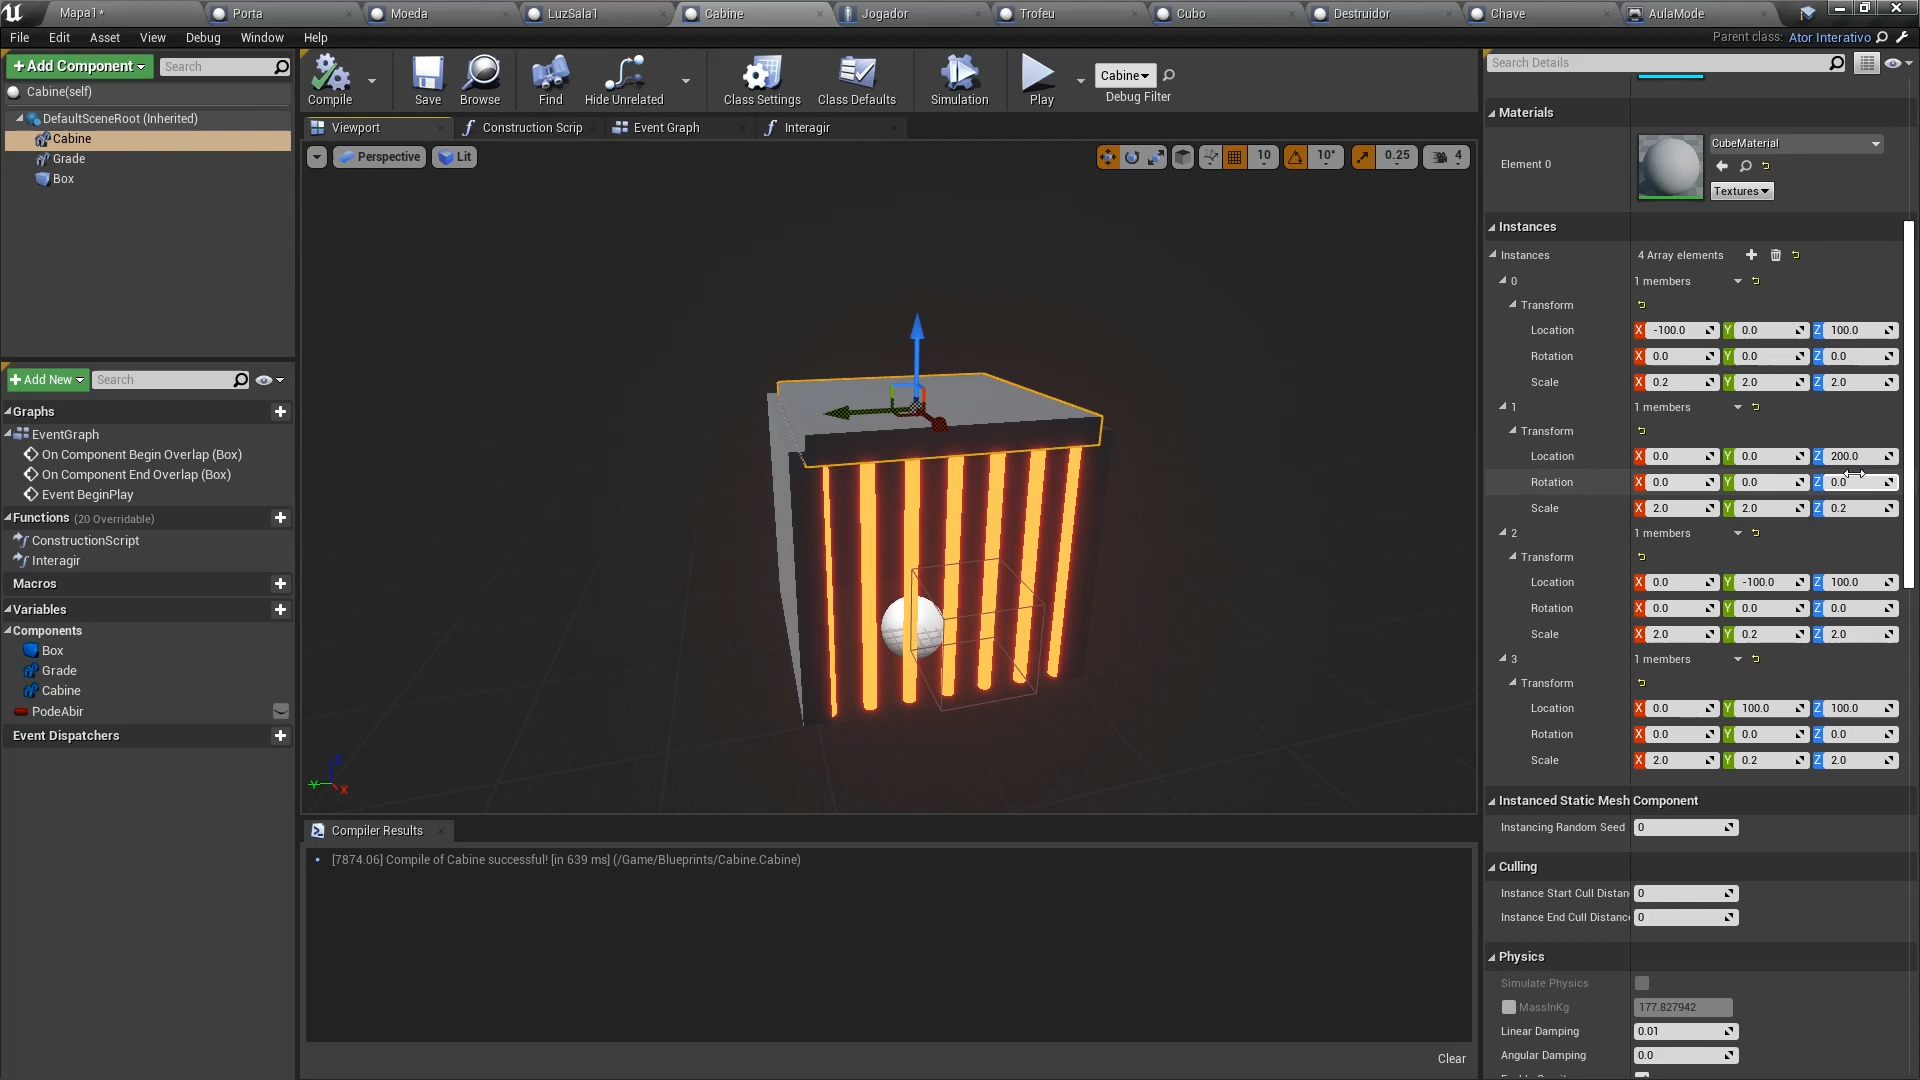 Mapa1*
Porta
Moeda
LuzSala1
Cabine
Jogador
Trofeu
Cubo
Destruidor
Chave
AulaMode
File Edit Asset View Debug Window Help
Parent class: Ator Interativo
+ Add Component
Search
Cabine(self)
DefaultSceneRoot (Inherited)
Cabine
Grade
Box
Compile
Save
Browse
Find
Hide Unrelated
Class Settings
Class Defaults
Simulation
Play
Cabine
Debug Filter
Viewport
Construction Scrip
Event Graph
Interagir
Perspective
Lit
10
10°
0.25
4
+ Add New
Search
Graphs
EventGraph
On Component Begin Overlap (Box)
On Component End Overlap (Box)
Event BeginPlay
Functions (20 Overridable)
ConstructionScript
Interagir
Macros
Variables
Components
Box
Grade
Cabine
PodeAbir
Event Dispatchers
Compiler Results
[7874.06] Compile of Cabine successful! [in 639 ms] (/Game/Blueprints/Cabine.Cabine)
Clear
Search Details
Materials
Element 0
CubeMaterial
Textures
Instances
Instances 4 Array elements
0 1 members
Transform
Location X -100.0 Y 0.0 Z 100.0
Rotation X 0.0 Y 0.0 Z 0.0
Scale X 0.2 Y 2.0 Z 2.0
1 1 members
Transform
Location X 0.0 Y 0.0 Z 200.0
Rotation X 0.0 Y 0.0 Z 0.0
Scale X 2.0 Y 2.0 Z 0.2
2 1 members
Transform
Location X 0.0 Y -100.0 Z 100.0
Rotation X 0.0 Y 0.0 Z 0.0
Scale X 2.0 Y 0.2 Z 2.0
3 1 members
Transform
Location X 0.0 Y 100.0 Z 100.0
Rotation X 0.0 Y 0.0 Z 0.0
Scale X 2.0 Y 0.2 Z 2.0
Instanced Static Mesh Component
Instancing Random Seed 0
Culling
Instance Start Cull Distan 0
Instance End Cull Distance 0
Physics
Simulate Physics
MassInKg 177.827942
Linear Damping 0.01
Angular Damping 0.0